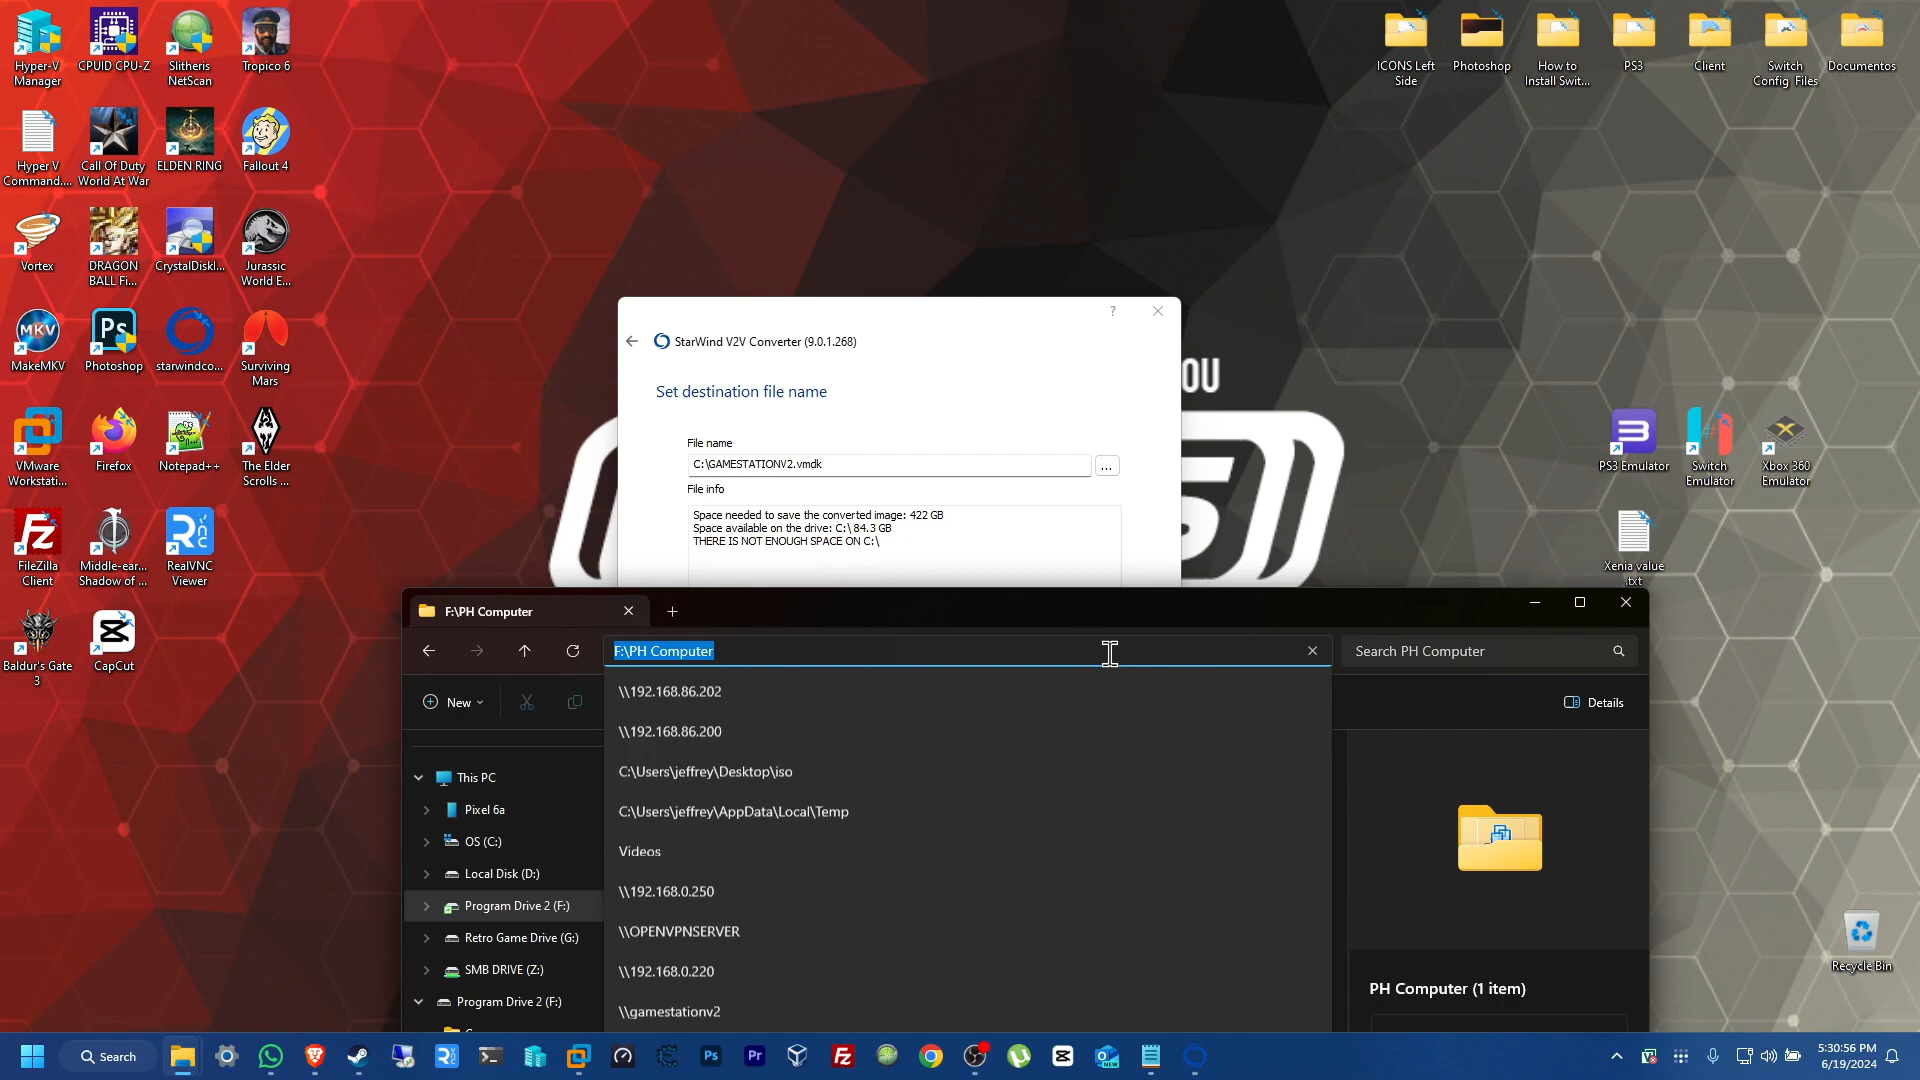 Hyper-V
Manager
CPUID CPU-Z
Slitheris
NetScan
Tropico 6
ICONS Left
Side
Photoshop
How to
Install Swit...
PS3
Client
Switch
Config Files
Documentos
Hyper V
Command....
Call Of Duty
World At War
ELDEN RING
Fallout 4
Vortex
DRAGON
BALL Fi...
CrystalDiskI...
Jurassic
World E...
MKV
MakeMKV
Ps
Photoshop
starwindco...
Surviving
Mars
VMware
Workstati...
Firefox
Notepad++
The Elder
Scrolls ...
PS3 Emulator
Switch
Emulator
Xbox 360
Emulator
FileZilla
Client
Middle-ear...
Shadow of ...
RealVNC
Viewer
Xenia value
.txt
Baldur's Gate
3
CapCut
Recycle Bin
OU
StarWind V2V Converter (9.0.1.268)
Set destination file name
File name
C:\GAMESTATIONV2.vmdk
...
File info
Space needed to save the converted image: 422 GB
Space available on the drive: C:\ 84.3 GB
THERE IS NOT ENOUGH SPACE ON C:\
F:\PH Computer
F:\PH Computer
Search PH Computer
New
Details
\\192.168.86.202
\\192.168.86.200
C:\Users\jeffrey\Desktop\iso
C:\Users\jeffrey\AppData\Local\Temp
Videos
\\192.168.0.250
\\OPENVPNSERVER
\\192.168.0.220
\\gamestationv2
This PC
Pixel 6a
OS (C:)
Local Disk (D:)
Program Drive 2 (F:)
Retro Game Drive (G:)
SMB DRIVE (Z:)
Program Drive 2 (F:)
PH Computer (1 item)
Search
Ps
Pr
5:30:56 PM
6/19/2024